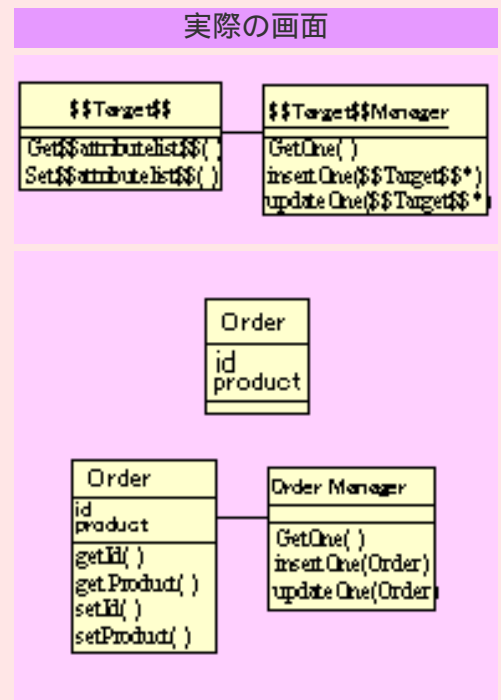 実際の画面
$$Target$$
Get$$attributelist$$( )
Set$$attributelist$$( )
$$Target$$Manager
GetOne( )
insertOne($$Target$$*)
updateOne($$Target$$*)
Order
id
product
Order
id
product
getId( )
getProduct( )
setId( )
setProduct( )
Order Manager
GetOne( )
insertOne(Order)
updateOne(Order)